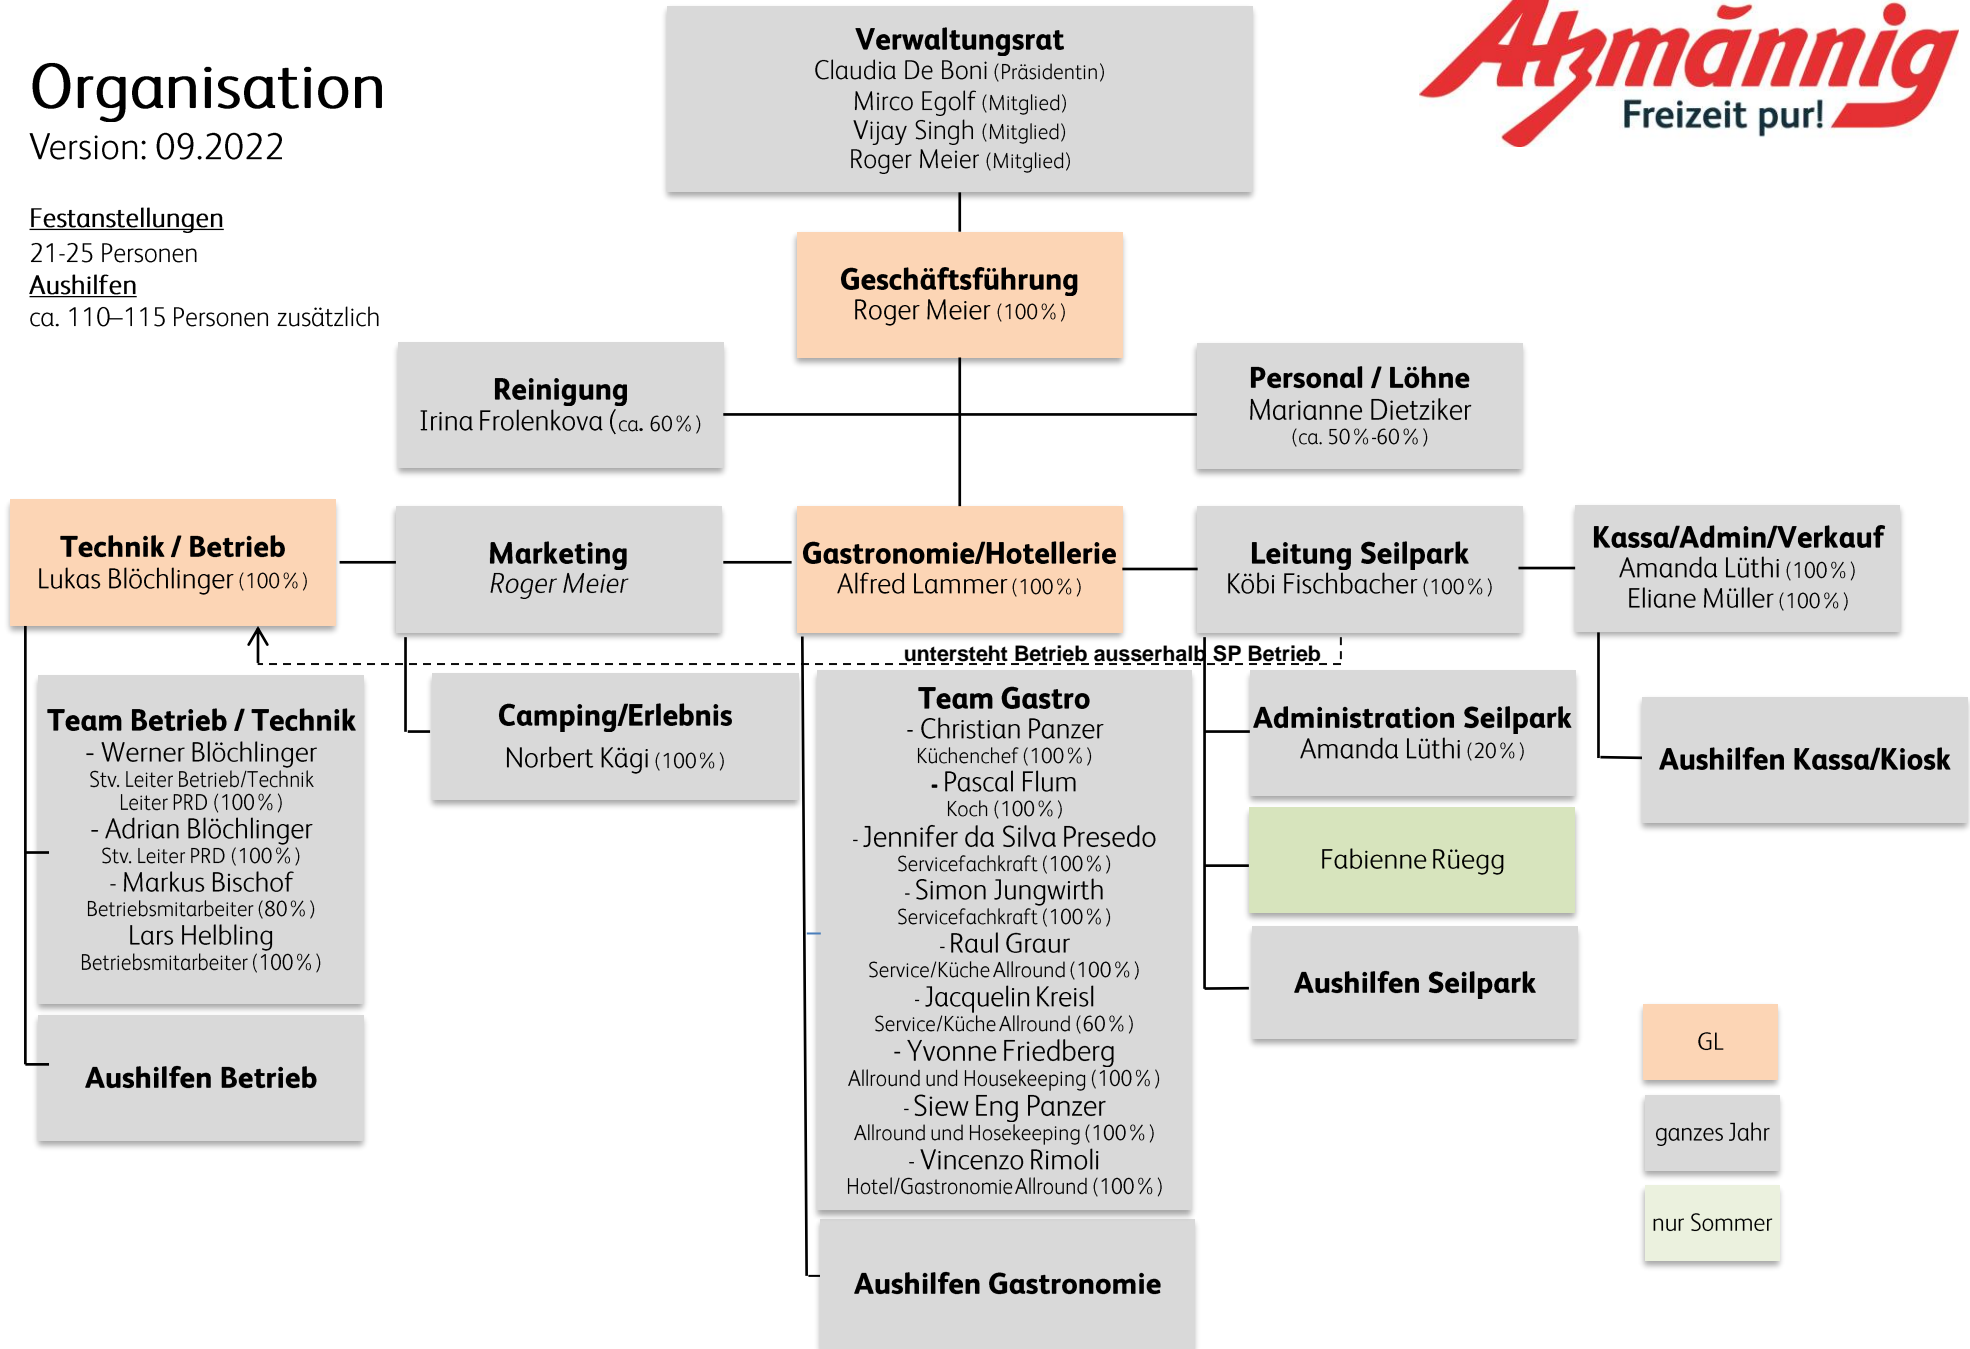 Organisation
Version: 09.2022
Festanstellungen
21-25 Personen
Aushilfen
ca. 110–115 Personen zusätzlich
Verwaltungsrat
Claudia De Boni (Präsidentin)
Mirco Egolf (Mitglied)
Vijay Singh (Mitglied)
Roger Meier (Mitglied)
Atzmännig
Freizeit pur!
Geschäftsführung
Roger Meier (100%)
Reinigung
Irina Frolenkova (ca. 60%)
Personal / Löhne
Marianne Dietziker
(ca. 50%-60%)
Technik / Betrieb
Lukas Blöchlinger (100%)
Marketing
Roger Meier
Gastronomie/Hotellerie
Alfred Lammer (100%)
Leitung Seilpark
Köbi Fischbacher (100%)
Kassa/Admin/Verkauf
Amanda Lüthi (100%)
Eliane Müller (100%)
untersteht Betrieb ausserhalb SP Betrieb
Team Betrieb / Technik
- Werner Blöchlinger
Stv. Leiter Betrieb/Technik
Leiter PRD (100%)
- Adrian Blöchlinger
Stv. Leiter PRD (100%)
- Markus Bischof
Betriebsmitarbeiter (80%)
Lars Helbling
Betriebsmitarbeiter (100%)
Aushilfen Betrieb
Camping/Erlebnis
Norbert Kägi (100%)
Team Gastro
- Christian Panzer
Küchenchef (100%)
- Pascal Flum
Koch (100%)
- Jennifer da Silva Presedo
Servicefachkraft (100%)
- Simon Jungwirth
Servicefachkraft (100%)
- Raul Graur
Service/Küche Allround (100%)
- Jacquelin Kreisl
Service/Küche Allround (60%)
- Yvonne Friedberg
Allround und Housekeeping (100%)
- Siew Eng Panzer
Allround und Hosekeeping (100%)
- Vincenzo Rimoli
Hotel/Gastronomie Allround (100%)
Aushilfen Gastronomie
Administration Seilpark
Amanda Lüthi (20%)
Fabienne Rüegg
Aushilfen Seilpark
Aushilfen Kassa/Kiosk
GL
ganzes Jahr
nur Sommer